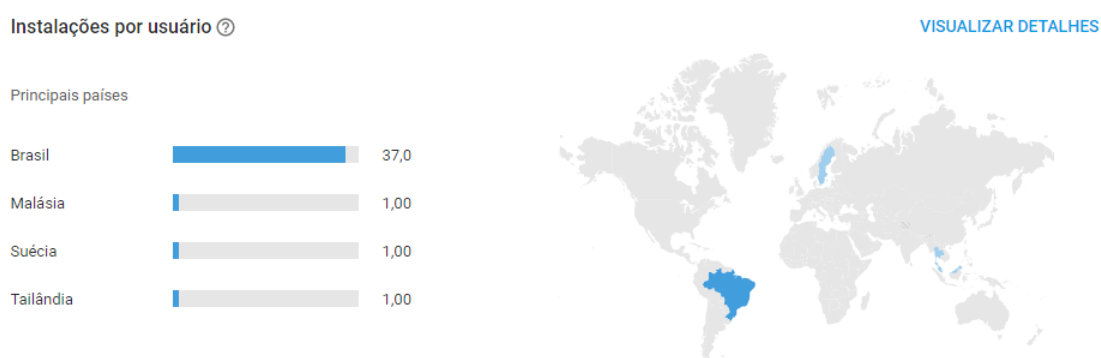 Instalações por usuário
VISUALIZAR DETALHES
Principais países
Brasil 37,0
Malásia 1,00
Suécia 1,00
Tailândia 1,00